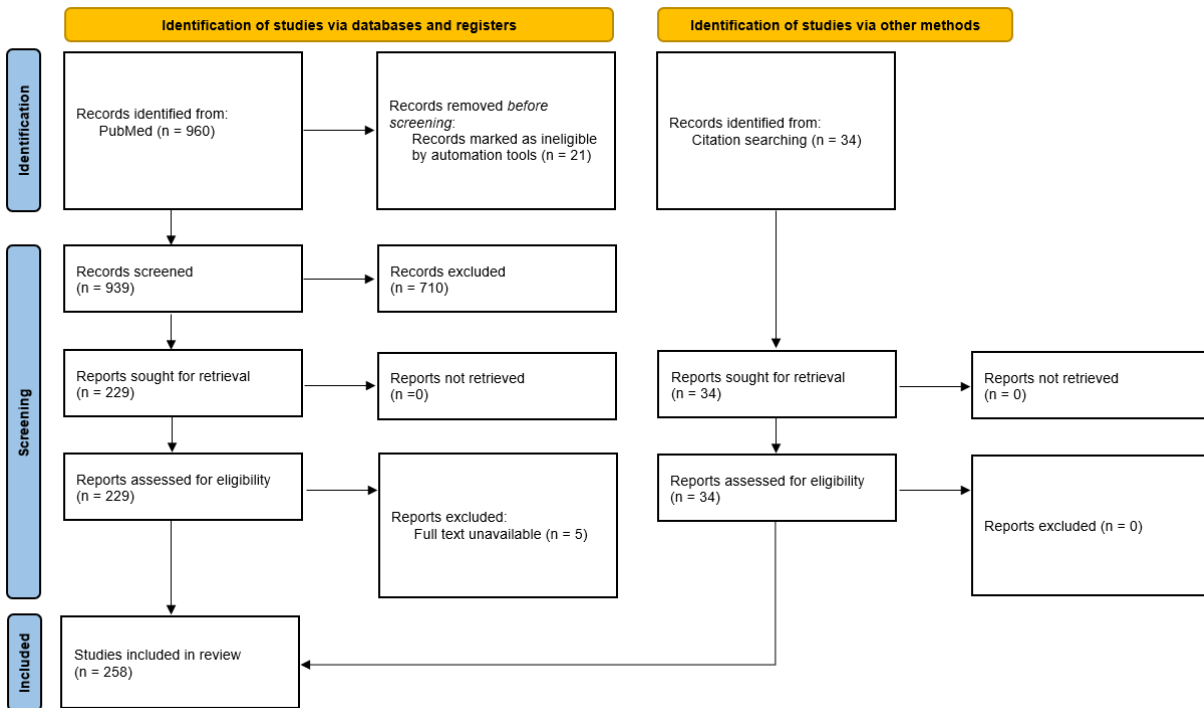 Identification of studies via databases and registers
Identification of studies via other methods
Identification
Records identified from:
PubMed (n = 960)
Records removed before
screening:
Records marked as ineligible
by automation tools (n = 21)
Records identified from:
Citation searching (n = 34)
Screening
Records screened
(n = 939)
Records excluded
(n = 710)
Reports sought for retrieval
(n = 229)
Reports not retrieved
(n =0)
Reports sought for retrieval
(n = 34)
Reports not retrieved
(n = 0)
Reports assessed for eligibility
(n = 229)
Reports excluded:
Full text unavailable (n = 5)
Reports assessed for eligibility
(n = 34)
Reports excluded (n = 0)
Included
Studies included in review
(n = 258)